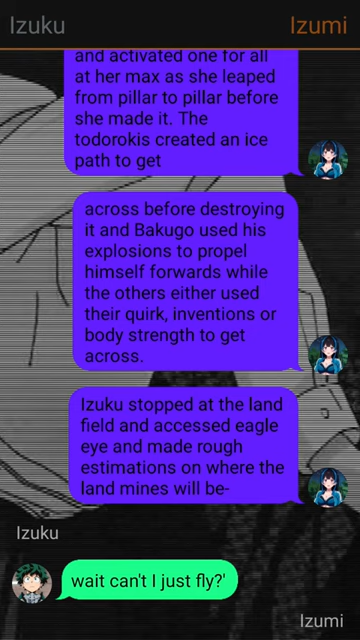 Izuku Izumi
and activated one for all
at her max as she leaped
from pillar to pillar before
she made it. The
todorokis created an ice
path to get
across before destroying
it and Bakugo used his
explosions to propel
himself forwards while
the others either used
their quirk, inventions or
body strength to get
across.
Izuku stopped at the land
field and accessed eagle
eye and made rough
estimations on where the
land mines will be-
Izuku
wait can't I just fly?'
Izumi